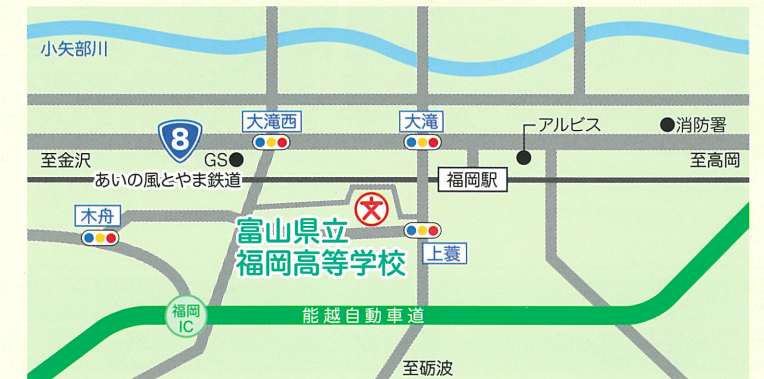 小矢部川
8
大滝西
大滝
アルビス
消防署
至金沢
GS
至高岡
あいの風とやま鉄道
福岡駅
木舟
文
富山県立
福岡高等学校
上蓑
福岡
IC
能越自動車道
至砺波